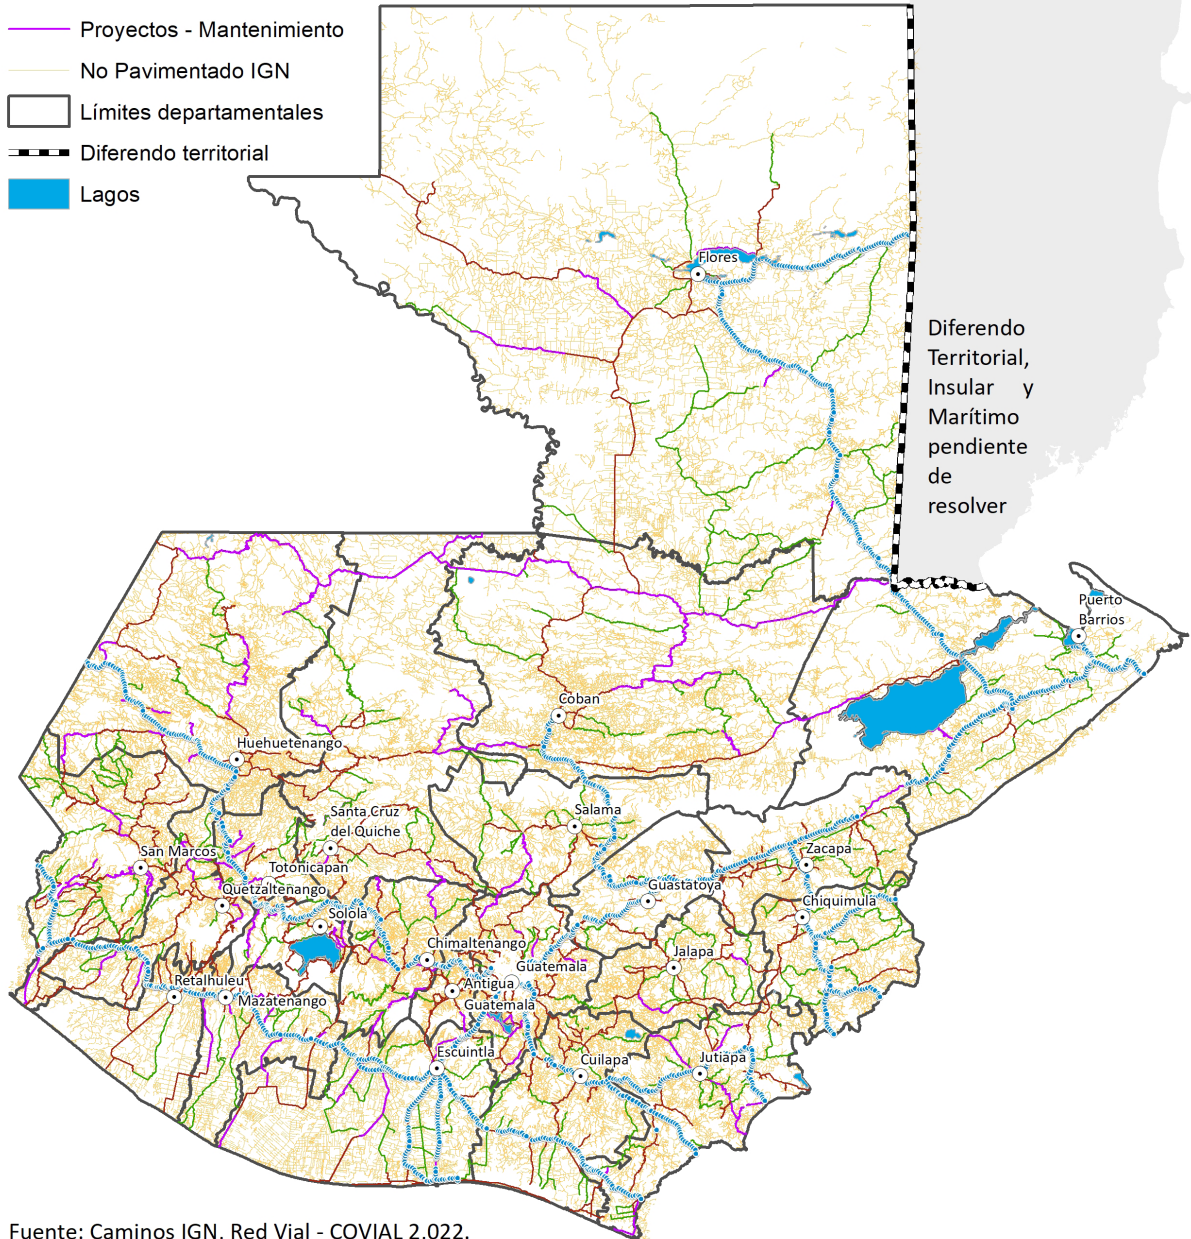 Proyectos - Mantenimiento
No Pavimentado IGN
Límites departamentales
Diferendo territorial
Lagos
Flores
Diferendo
Territorial,
Insular y
Marítimo
pendiente
de
resolver
Puerto
Barrios
Coban
Huehuetenango
Santa Cruz
del Quiche
Salama
San Marcos
Totonicapan
Zacapa
Quetzaltenango
Guastatoya
Chiquimula
Solola
Chimaltenango
Jalapa
Guatemala
Retalhuleu
Antigua
Guatemala
Mazatenango
Escuintla
Cuilapa
Jutiapa
Fuente: Caminos IGN. Red Vial - COVIAL 2,022.